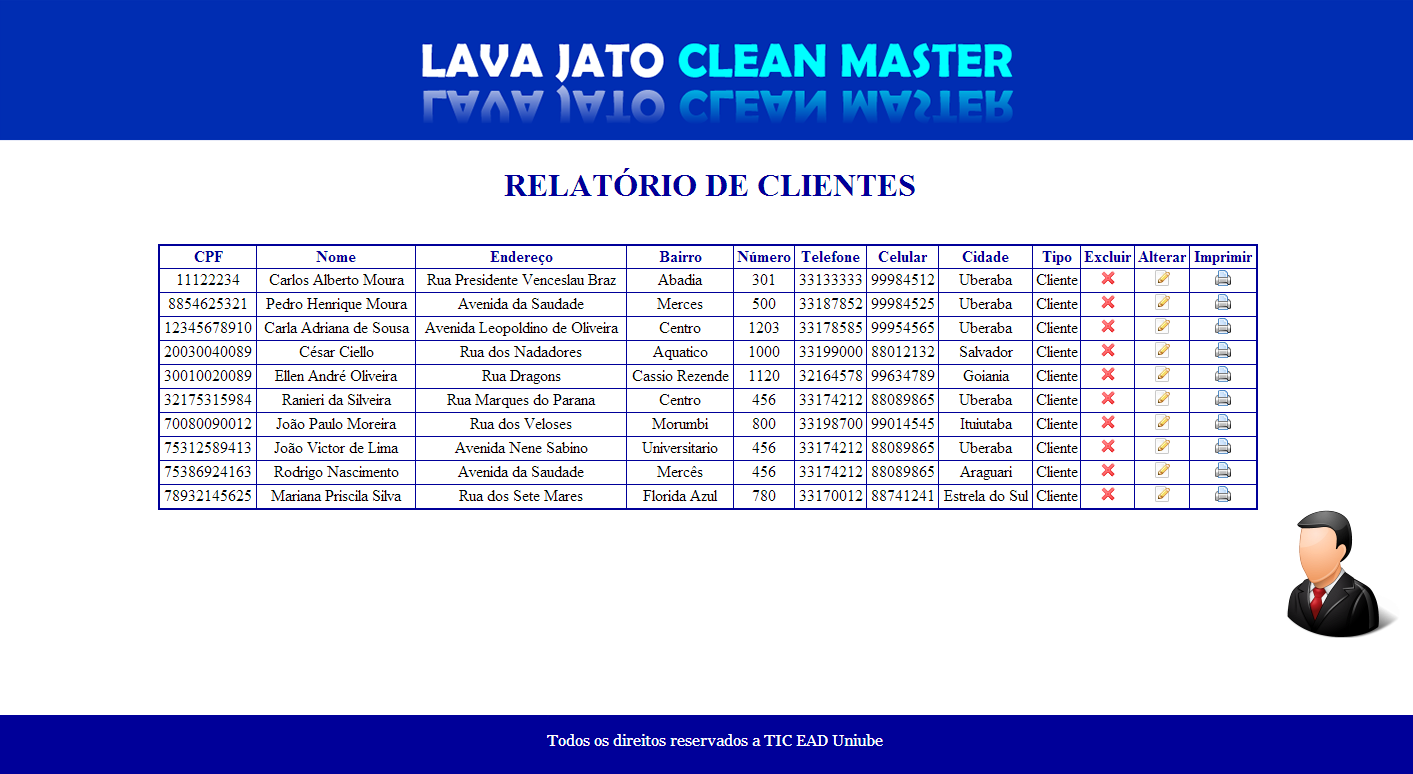 LAVA JATO CLEAN MASTER
RELATÓRIO DE CLIENTES
CPF Nome Endereço Bairro Número Telefone Celular Cidade Tipo Excluir Alterar Imprimir
11122234 Carlos Alberto Moura Rua Presidente Venceslau Braz Abadia 301 33133333 99984512 Uberaba Cliente
8854625321 Pedro Henrique Moura Avenida da Saudade Merces 500 33187852 99984525 Uberaba Cliente
12345678910 Carla Adriana de Sousa Avenida Leopoldino de Oliveira Centro 1203 33178585 99954565 Uberaba Cliente
20030040089 César Ciello Rua dos Nadadores Aquatico 1000 33199000 88012132 Salvador Cliente
30010020089 Ellen André Oliveira Rua Dragons Cassio Rezende 1120 32164578 99634789 Goiania Cliente
32175315984 Ranieri da Silveira Rua Marques do Parana Centro 456 33174212 88089865 Uberaba Cliente
70080090012 João Paulo Moreira Rua dos Veloses Morumbi 800 33198700 99014545 Ituiutaba Cliente
75312589413 João Victor de Lima Avenida Nene Sabino Universitario 456 33174212 88089865 Uberaba Cliente
75386924163 Rodrigo Nascimento Avenida da Saudade Mercês 456 33174212 88089865 Araguari Cliente
78932145625 Mariana Priscila Silva Rua dos Sete Mares Florida Azul 780 33170012 88741241 Estrela do Sul Cliente
Todos os direitos reservados a TIC EAD Uniube